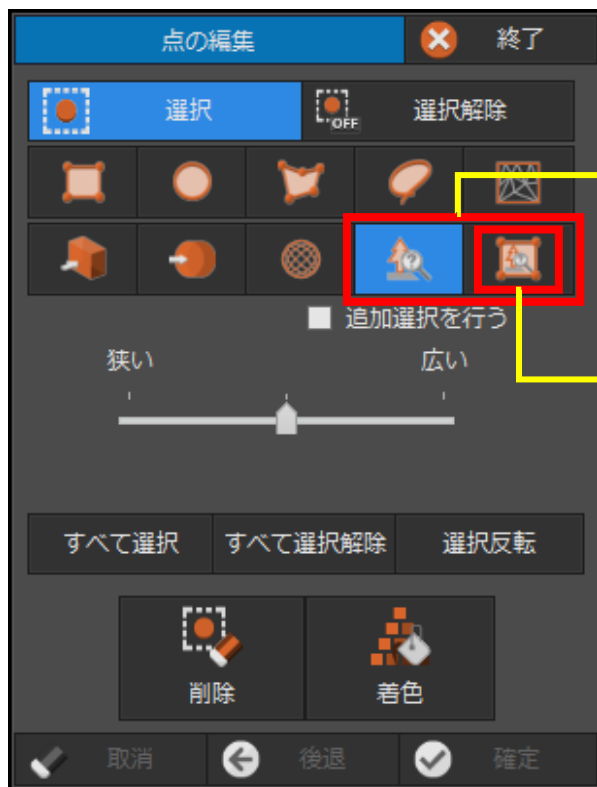 点の編集 終了
選択 OFF 選択解除
追加選択を行う
狭い 広い
すべて選択 すべて選択解除 選択反転
削除 着色
取消 後退 確定